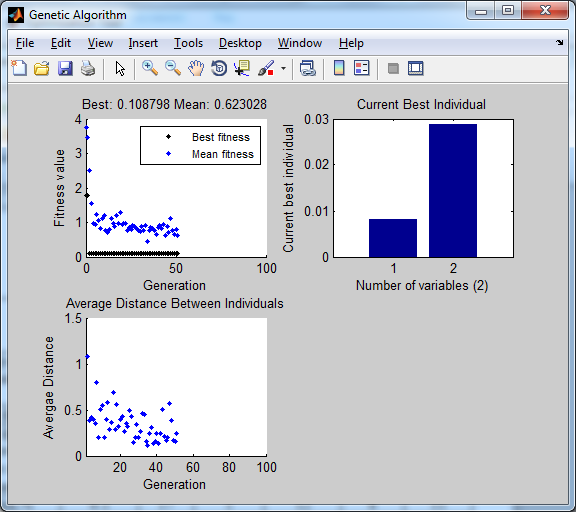 Genetic Algorithm
File Edit View Insert Tools Desktop Window Help
Best: 0.108798 Mean: 0.623028
Fitness value
4
3
2
1
0
Best fitness
Mean fitness
0 50 100
Generation
Current Best Individual
Current best individual
0.03
0.02
0.01
0
1 2
Number of variables (2)
Average Distance Between Individuals
Avergae Distance
1.5
1
0.5
0
20 40 60 80 100
Generation